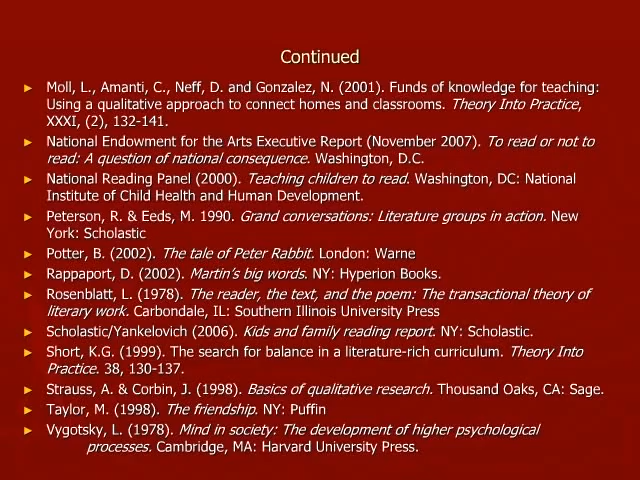 Continued
► Moll, L., Amanti, C., Neff, D. and Gonzalez, N. (2001). Funds of knowledge for teaching:
Using a qualitative approach to connect homes and classrooms. Theory Into Practice,
XXXI, (2), 132-141.
► National Endowment for the Arts Executive Report (November 2007). To read or not to
read: A question of national consequence. Washington, D.C.
► National Reading Panel (2000). Teaching children to read. Washington, DC: National
Institute of Child Health and Human Development.
► Peterson, R. & Eeds, M. 1990. Grand conversations: Literature groups in action. New
York: Scholastic
► Potter, B. (2002). The tale of Peter Rabbit. London: Warne
► Rappaport, D. (2002). Martin's big words. NY: Hyperion Books.
► Rosenblatt, L. (1978). The reader, the text, and the poem: The transactional theory of
literary work. Carbondale, IL: Southern Illinois University Press
► Scholastic/Yankelovich (2006). Kids and family reading report. NY: Scholastic.
► Short, K.G. (1999). The search for balance in a literature-rich curriculum. Theory Into
Practice. 38, 130-137.
► Strauss, A. & Corbin, J. (1998). Basics of qualitative research. Thousand Oaks, CA: Sage.
► Taylor, M. (1998). The friendship. NY: Puffin
► Vygotsky, L. (1978). Mind in society: The development of higher psychological
processes. Cambridge, MA: Harvard University Press.